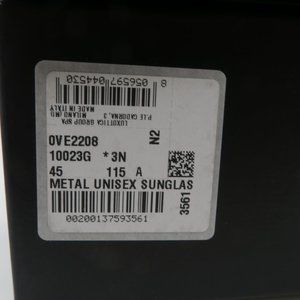 8 056597 044530
LUXOTTICA GROUP SPA
P.LE CADORNA, 3
MILANO (MI)
MADE IN ITALY
0VE2208 N2
10023G *3N
45 115 A
METAL UNISEX SUNGLAS
00200137593561
3561